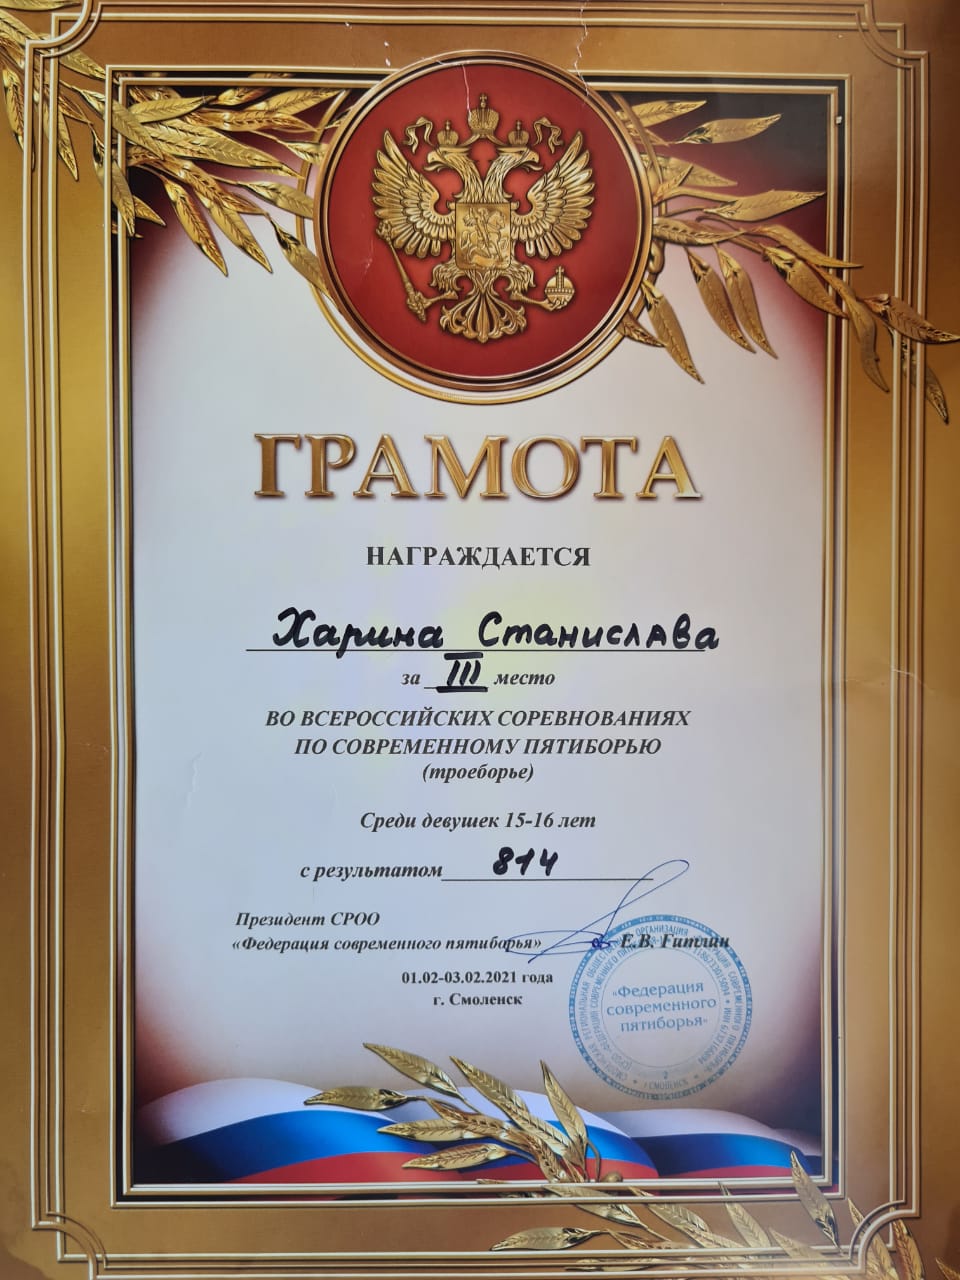 ГРАМОТА
НАГРАЖДАЕТСЯ
Харина Станислава
за III место
ВО ВСЕРОССИЙСКИХ СОРЕВНОВАНИЯХ
ПО СОВРЕМЕННОМУ ПЯТИБОРЬЮ
(троеборье)
Среди девушек 15-16 лет
с результатом 814
Президент СРОО
«Федерация современного пятиборья» Е.В. Гитлан
01.02-03.02.2021 года
г. Смоленск
«Федерация
современного
пятиборья»